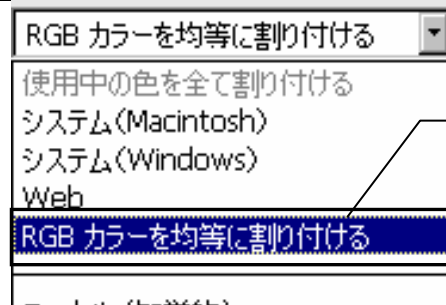 RGB カラーを均等に割り付ける
使用中の色を全て割り付ける
システム(Macintosh)
システム(Windows)
Web
RGB カラーを均等に割り付ける